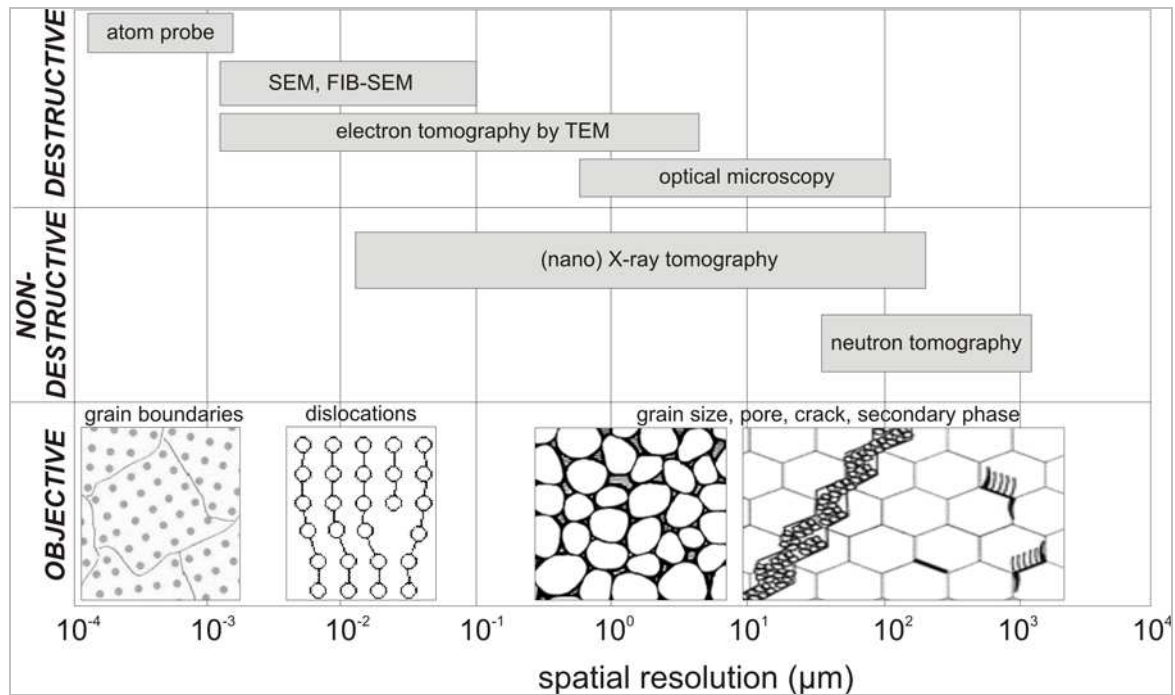 DESTRUCTIVE
atom probe
SEM, FIB-SEM
electron tomography by TEM
optical microscopy
NON-
DESTRUCTIVE
(nano) X-ray tomography
neutron tomography
OBJECTIVE
grain boundaries
dislocations
grain size, pore, crack, secondary phase
10⁻⁴ 10⁻³ 10⁻² 10⁻¹ 10⁰ 10¹ 10² 10³ 10⁴
spatial resolution (µm)